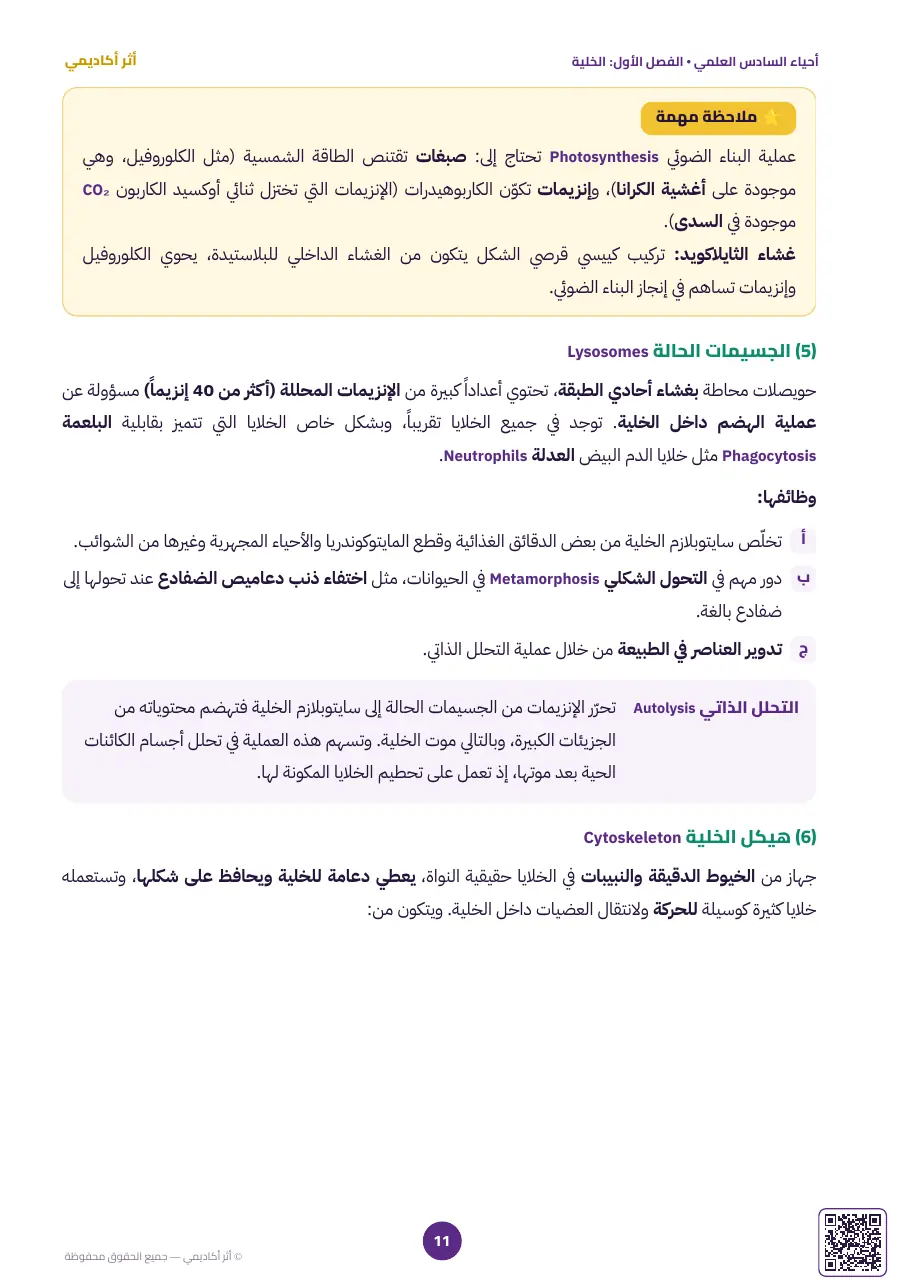 أحياء السادس العلمي • الفصل الأول: الخلية
أثر أكاديمي
⭐ ملاحظة مهمة
عملية البناء الضوئي Photosynthesis تحتاج إلى: صبغات تقتنص الطاقة الشمسية (مثل الكلوروفيل، وهي
موجودة على أغشية الكرانا)، وإنزيمات تكوّن الكاربوهيدرات (الإنزيمات التي تختزل ثنائي أوكسيد الكاربون CO₂
موجودة في السدى).
غشاء الثايلاكويد: تركيب كييسي قرصي الشكل يتكون من الغشاء الداخلي للبلاستيدة، يحوي الكلوروفيل
وإنزيمات تساهم في إنجاز البناء الضوئي.
(5) الجسيمات الحالة Lysosomes
حويصلات محاطة بغشاء أحادي الطبقة، تحتوي أعداداً كبيرة من الإنزيمات المحللة (أكثر من 40 إنزيماً) مسؤولة عن
عملية الهضم داخل الخلية. توجد في جميع الخلايا تقريباً، وبشكل خاص الخلايا التي تتميز بقابلية البلعمة
Phagocytosis مثل خلايا الدم البيض العدلة Neutrophils.
وظائفها:
أ تخلّص سايتوبلازم الخلية من بعض الدقائق الغذائية وقطع المايتوكوندريا والأحياء المجهرية وغيرها من الشوائب.
ب دور مهم في التحول الشكلي Metamorphosis في الحيوانات، مثل اختفاء ذنب دعاميص الضفادع عند تحولها إلى
ضفادع بالغة.
ج تدوير العناصر في الطبيعة من خلال عملية التحلل الذاتي.
التحلل الذاتي Autolysis تحرّر الإنزيمات من الجسيمات الحالة إلى سايتوبلازم الخلية فتهضم محتوياته من
الجزيئات الكبيرة، وبالتالي موت الخلية. وتسهم هذه العملية في تحلل أجسام الكائنات
الحية بعد موتها، إذ تعمل على تحطيم الخلايا المكونة لها.
(6) هيكل الخلية Cytoskeleton
جهاز من الخيوط الدقيقة والنبيبات في الخلايا حقيقية النواة، يعطي دعامة للخلية ويحافظ على شكلها، وتستعمله
خلايا كثيرة كوسيلة للحركة ولانتقال العضيات داخل الخلية. ويتكون من:
11
© أثر أكاديمي — جميع الحقوق محفوظة